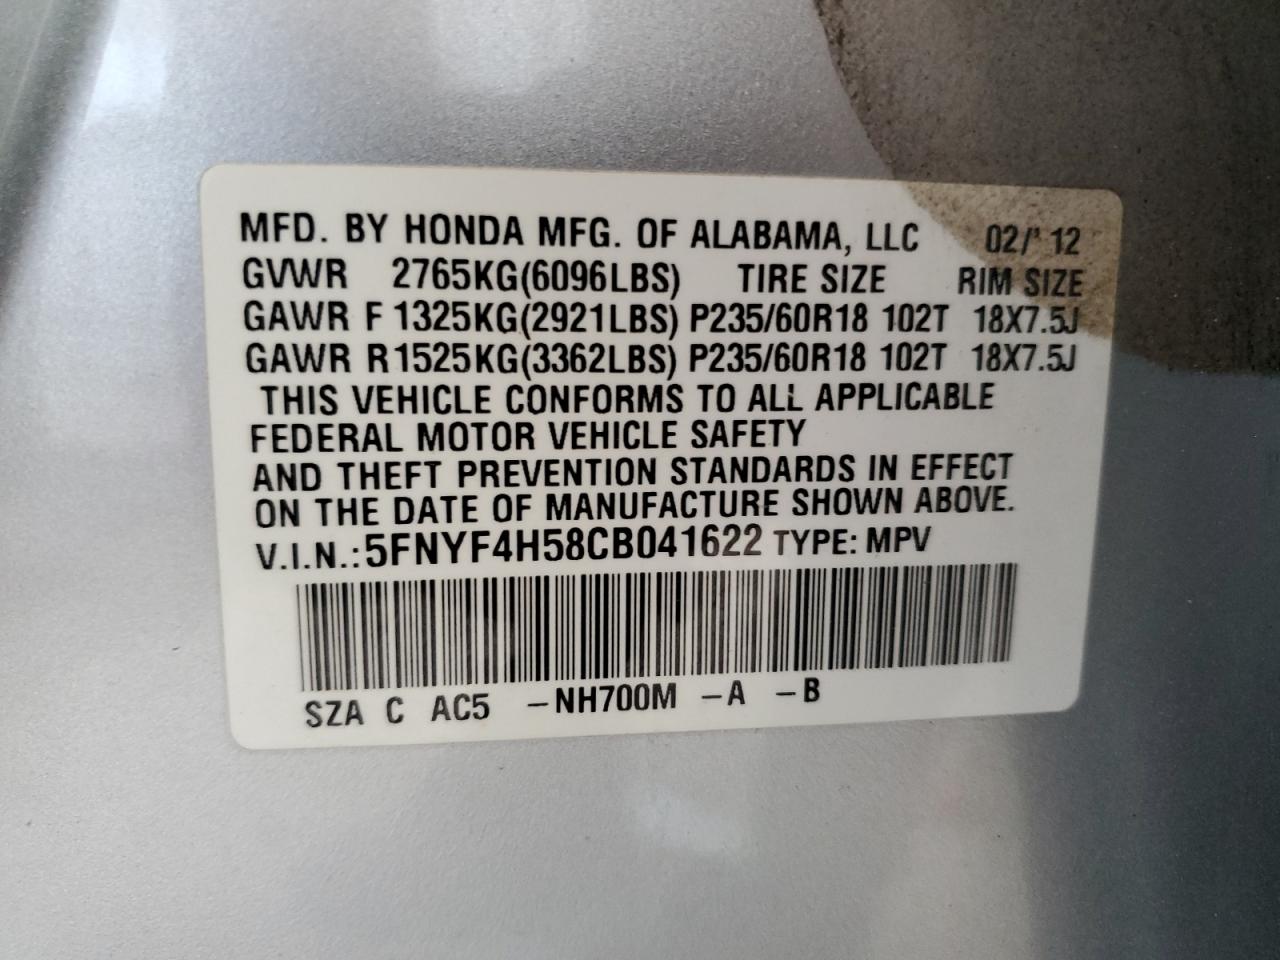 MFD. BY HONDA MFG. OF ALABAMA, LLC 02/' 12
GVWR 2765KG(6096LBS) TIRE SIZE RIM SIZE
GAWR F 1325KG(2921LBS) P235/60R18 102T 18X7.5J
GAWR R 1525KG(3362LBS) P235/60R18 102T 18X7.5J
THIS VEHICLE CONFORMS TO ALL APPLICABLE
FEDERAL MOTOR VEHICLE SAFETY
AND THEFT PREVENTION STANDARDS IN EFFECT
ON THE DATE OF MANUFACTURE SHOWN ABOVE.
V.I.N.: 5FNYF4H58CB041622 TYPE: MPV
SZA C AC5 -NH700M -A -B